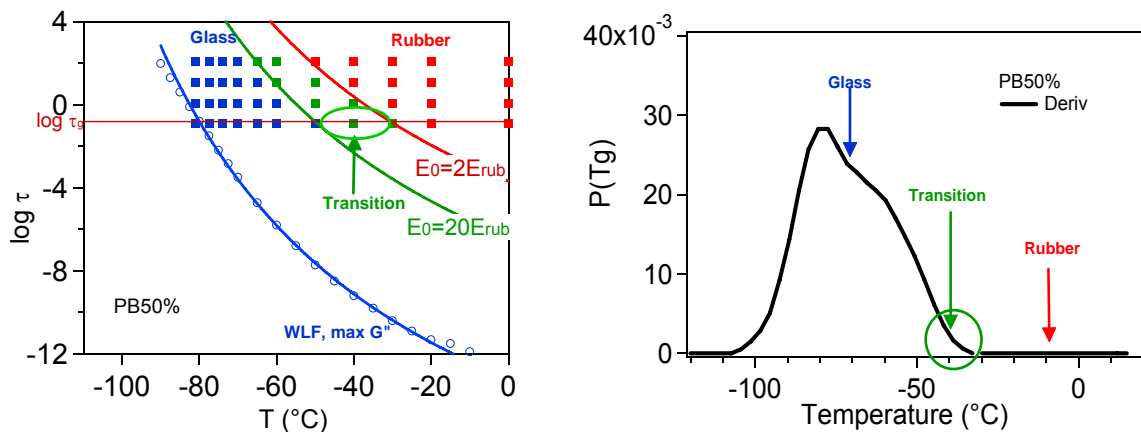 4
0
-4
-8
-12
log τ
log τg
Glass
Rubber
E0=2Erub
Transition
E0=20Erub
PB50%
WLF, max G"
-100
-80
-60
-40
-20
0
T (°C)
40x10-3
30
20
10
0
P(Tg)
PB50%
Deriv
Glass
Transition
Rubber
-100
-50
0
Temperature (°C)